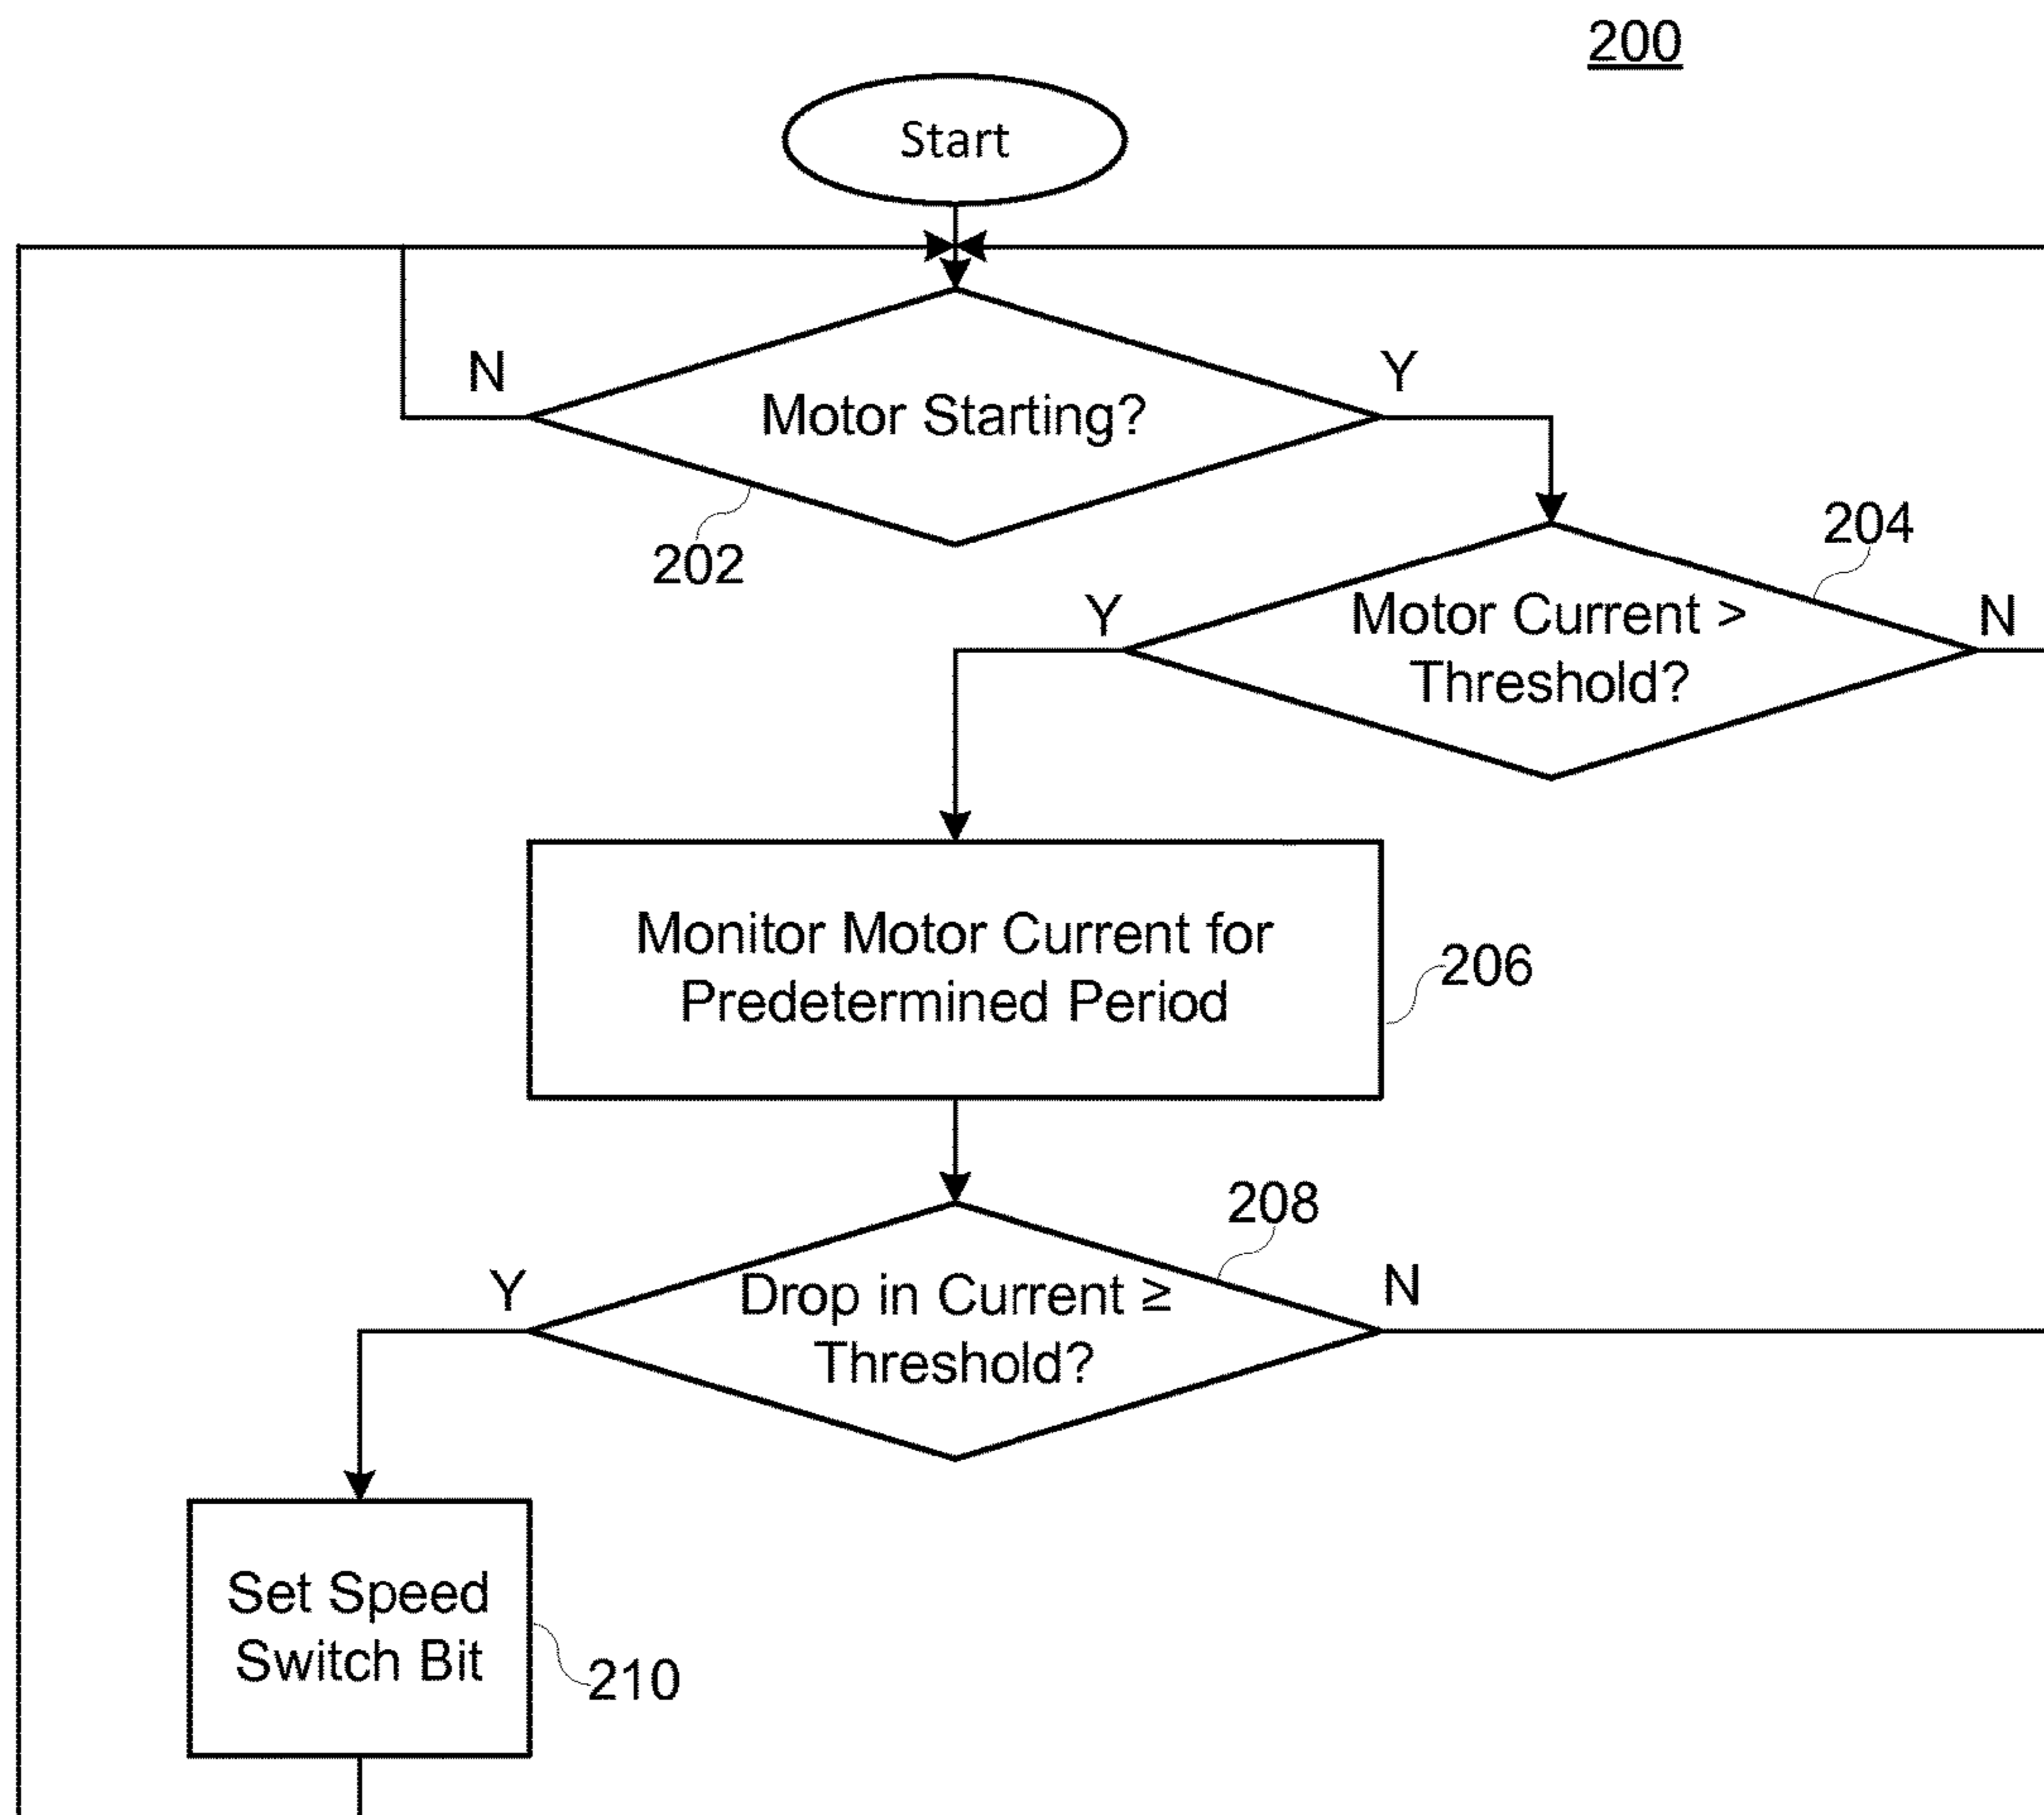 200
Start
N
Y
Motor Starting?
202
204
Y
Motor Current >
Threshold?
N
Monitor Motor Current for
Predetermined Period
206
208
Y
Drop in Current ≥
Threshold?
N
Set Speed
Switch Bit
210